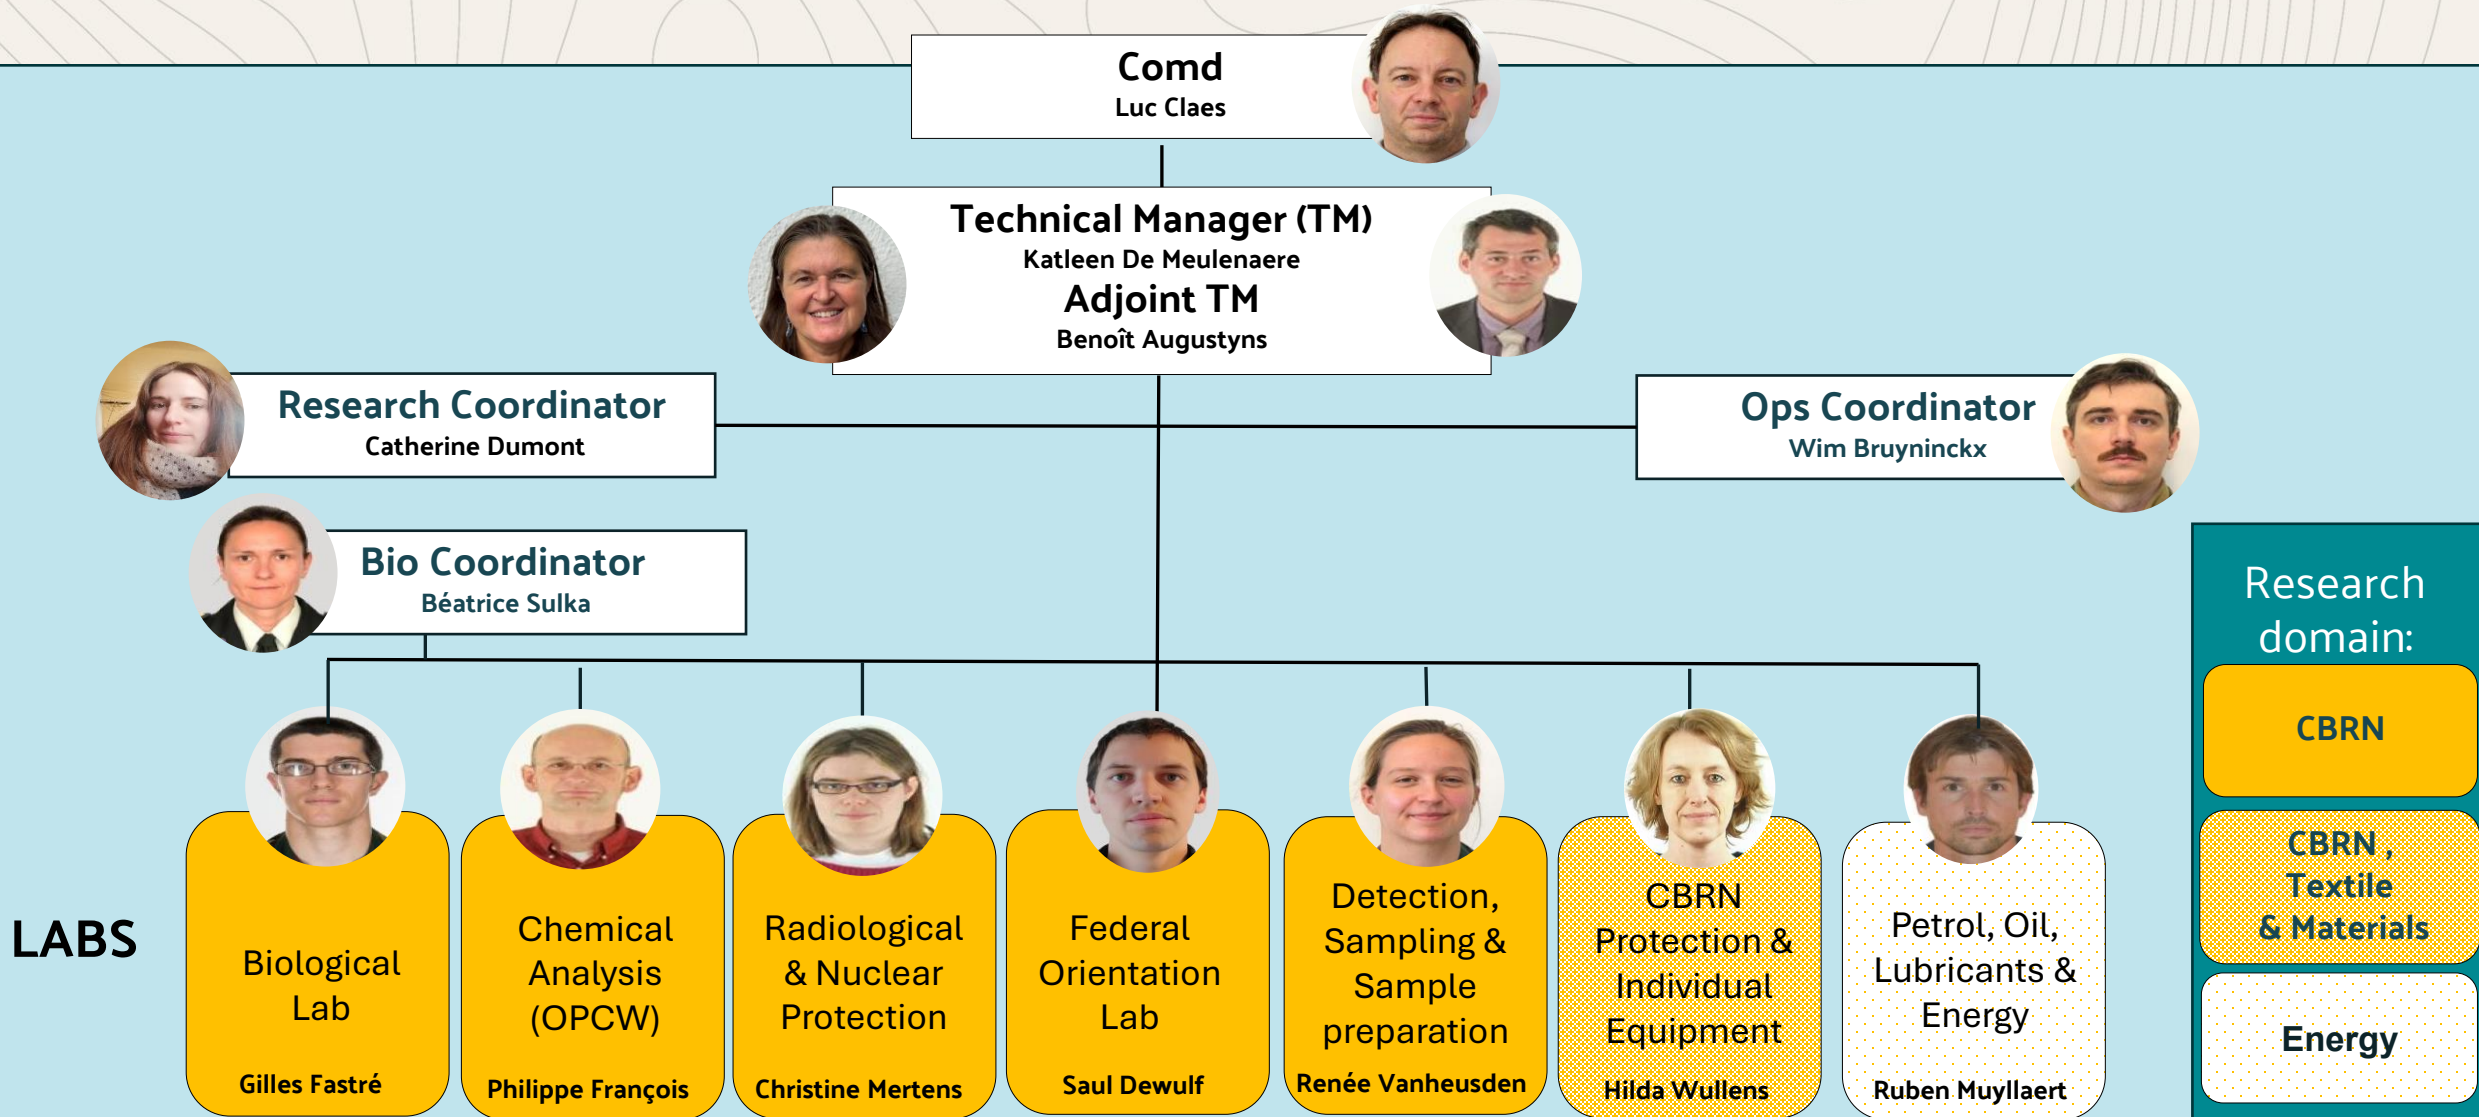 Comd
Luc Claes
Technical Manager (TM)
Katleen De Meulenaere
Adjoint TM
Benoît Augustyns
Research Coordinator
Catherine Dumont
Ops Coordinator
Wim Bruyninckx
Bio Coordinator
Béatrice Sulka
LABS
Biological
Lab
Gilles Fastré
Chemical
Analysis
(OPCW)
Philippe François
Radiological
& Nuclear
Protection
Christine Mertens
Federal
Orientation
Lab
Saul Dewulf
Detection,
Sampling &
Sample
preparation
Renée Vanheusden
CBRN
Protection &
Individual
Equipment
Hilda Wullens
Petrol, Oil,
Lubricants &
Energy
Ruben Muyllaert
Research
domain:
CBRN
CBRN ,
Textile
& Materials
Energy